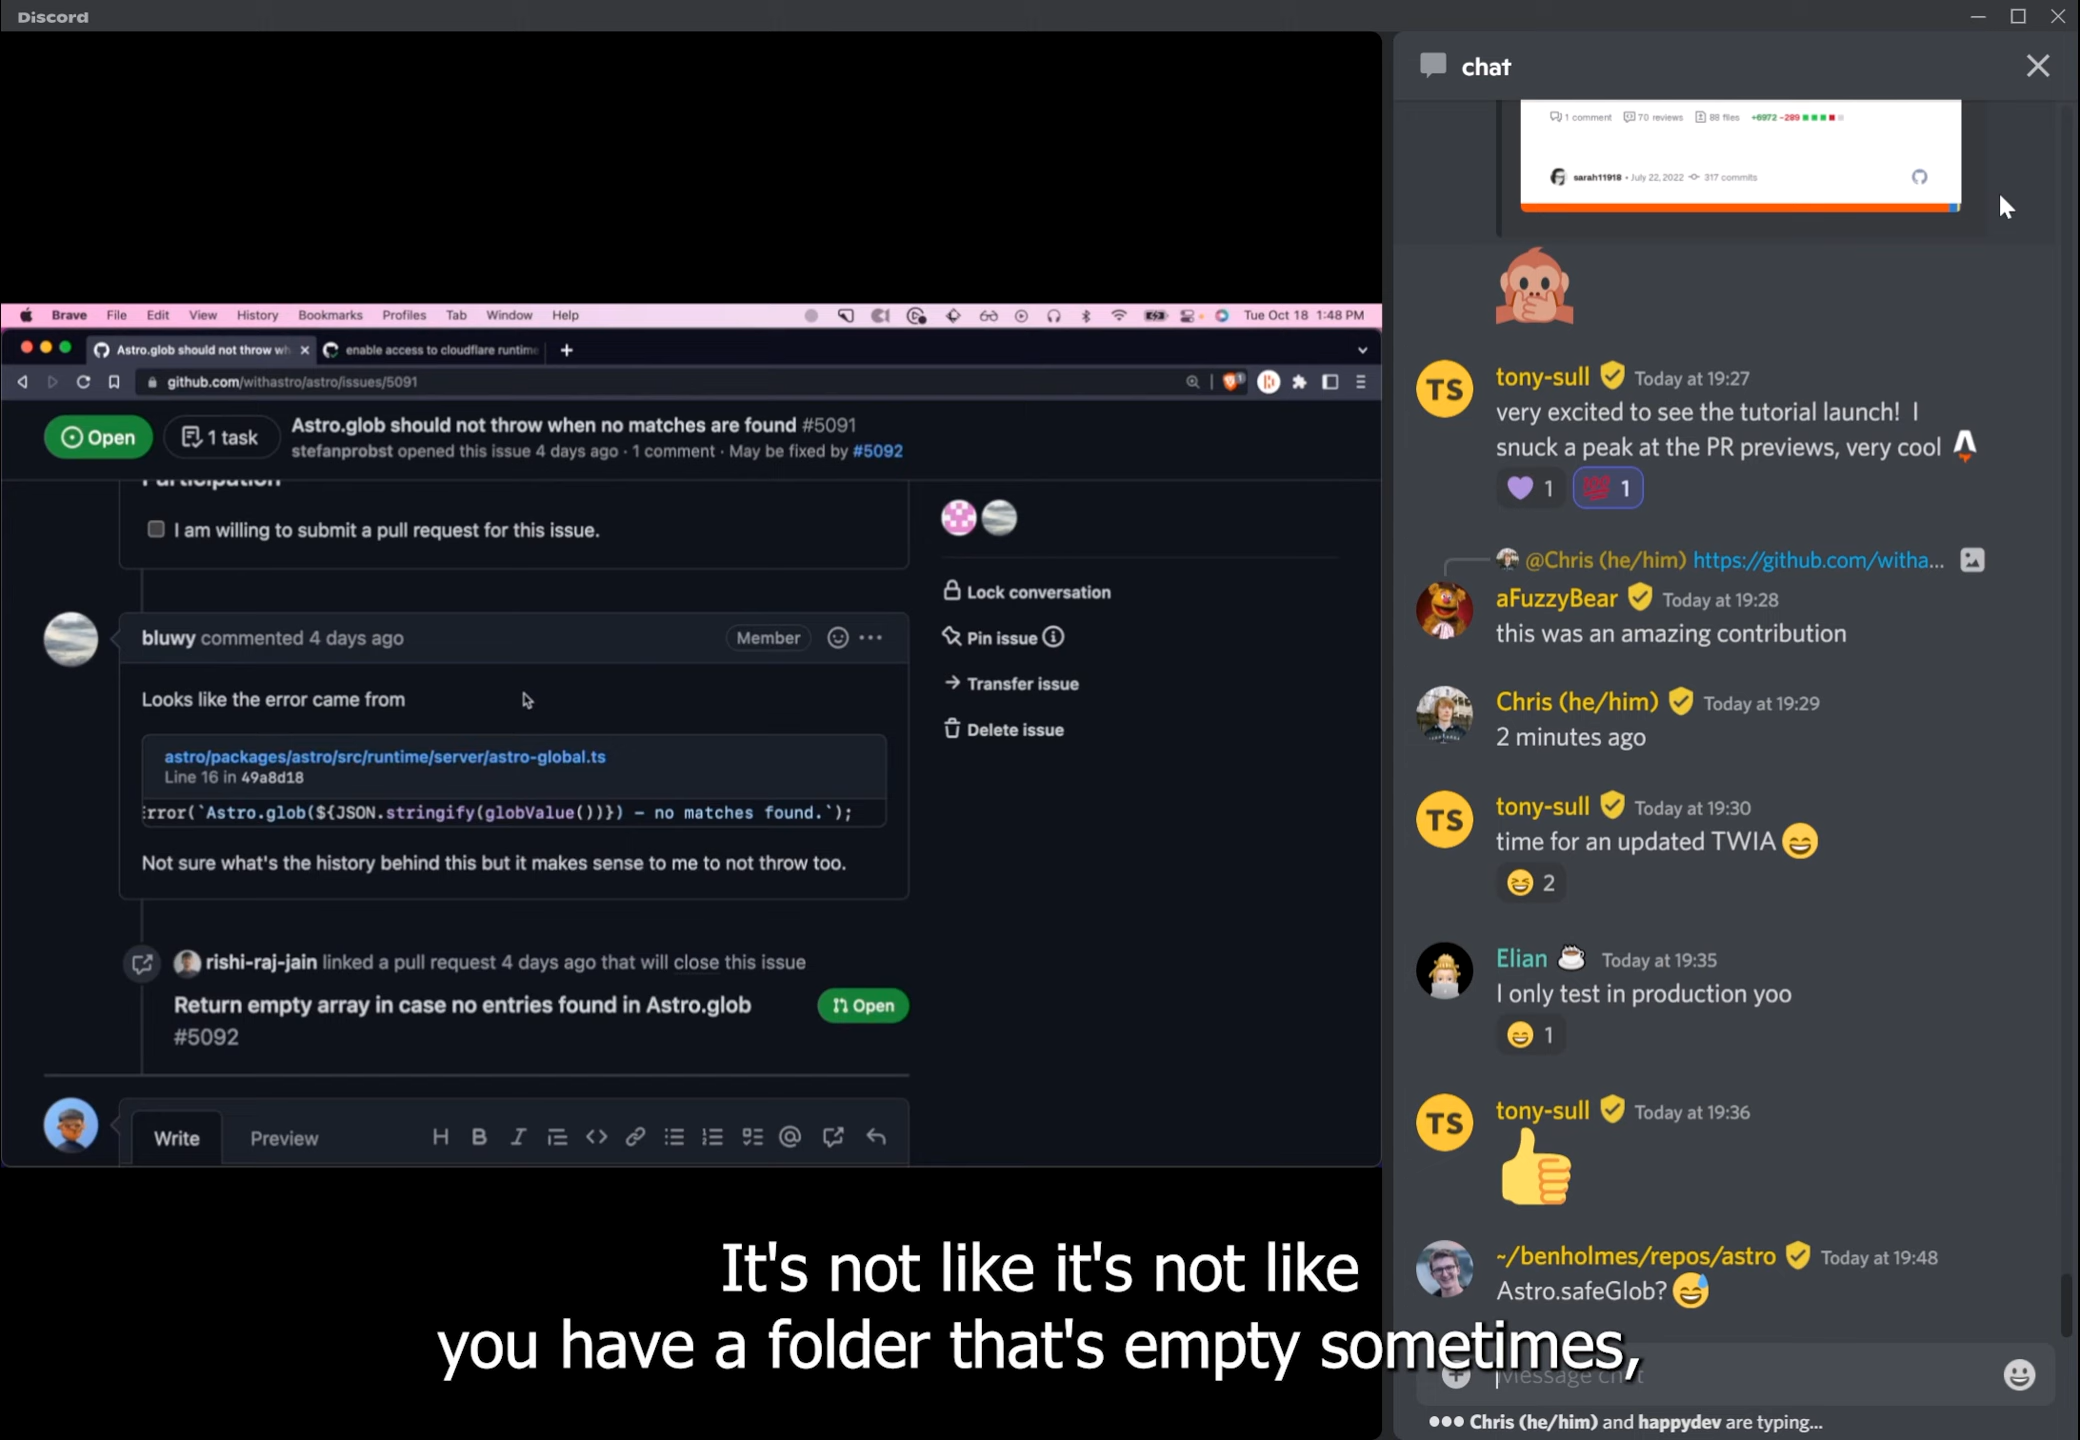 Discord
Brave File Edit View History Bookmarks Profiles Tab Window Help
Tue Oct 18 1:48 PM
Astro.glob should not throw wh
enable access to cloudflare runtime
github.com/withastro/astro/issues/5091
Open
1 task
Astro.glob should not throw when no matches are found #5091
stefanprobst opened this issue 4 days ago · 1 comment · May be fixed by #5092
Participation
I am willing to submit a pull request for this issue.
Lock conversation
Pin issue
Transfer issue
Delete issue
bluwy commented 4 days ago
Member
Looks like the error came from
astro/packages/astro/src/runtime/server/astro-global.ts
Line 16 in 49a8d18
rror(`Astro.glob(${JSON.stringify(globValue())}) – no matches found.`);
Not sure what's the history behind this but it makes sense to me to not throw too.
rishi-raj-jain linked a pull request 4 days ago that will close this issue
Return empty array in case no entries found in Astro.glob
#5092
Open
Write
Preview
It's not like it's not like
you have a folder that's empty sometimes,
chat
1 comment 70 reviews 88 files +6972 -289
sarah11918 • July 22, 2022 317 commits
TS
tony-sull Today at 19:27
very excited to see the tutorial launch! I
snuck a peak at the PR previews, very cool
1 1
@Chris (he/him) https://github.com/witha...
aFuzzyBear Today at 19:28
this was an amazing contribution
Chris (he/him) Today at 19:29
2 minutes ago
TS
tony-sull Today at 19:30
time for an updated TWIA
2
Elian Today at 19:35
I only test in production yoo
1
TS
tony-sull Today at 19:36
~/benholmes/repos/astro Today at 19:48
Astro.safeGlob?
Message chat
Chris (he/him) and happydev are typing...